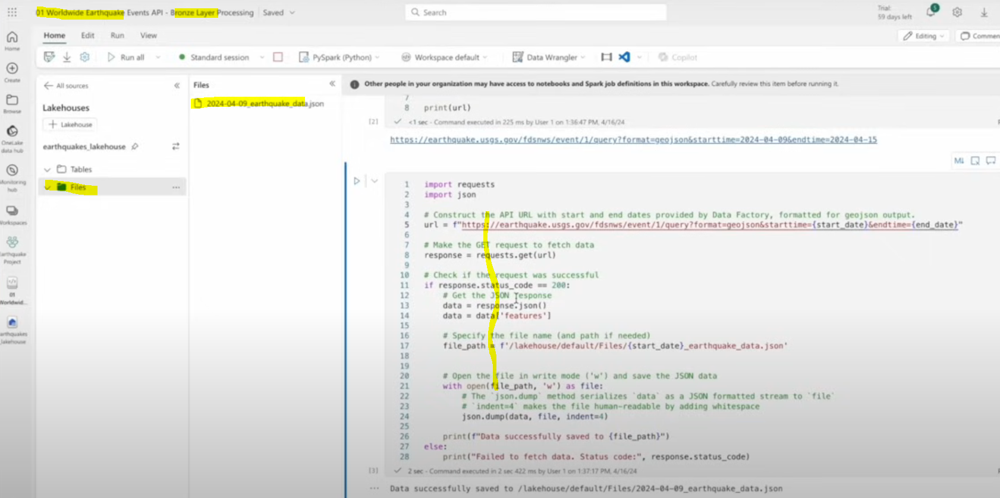 01 Worldwide Earthquake Events API - Bronze Layer Processing
Saved
Search
Trial:
59 days left
5
Home
Edit
Run
View
Editing
Commen
Run all
Standard session
PySpark (Python)
Workspace default
Data Wrangler
Copilot
Home
Create
Browse
OneLake
data hub
Monitoring
hub
Workspaces
Earthquake
Project
01
Worldwid...
earthquakes
_lakehouse
All sources
Lakehouses
Lakehouse
earthquakes_lakehouse
Tables
Files
Files
2024-04-09_earthquake_data.json
Other people in your organization may have access to notebooks and Spark job definitions in this workspace. Carefully review this item before running it.
7
8 print(url)
[2]
<1 sec - Command executed in 225 ms by User 1 on 1:36:47 PM, 4/16/24
https://earthquake.usgs.gov/fdsnws/event/1/query?format=geojson&starttime=2024-04-09&endtime=2024-04-15
M↓
1 import requests
2 import json
3
4 # Construct the API URL with start and end dates provided by Data Factory, formatted for geojson output.
5 url = f"https://earthquake.usgs.gov/fdsnws/event/1/query?format=geojson&starttime={start_date}&endtime={end_date}"
6
7 # Make the GET request to fetch data
8 response = requests.get(url)
9
10 # Check if the request was successful
11 if response.status_code == 200:
12 # Get the JSON response
13 data = response.json()
14 data = data['features']
15
16 # Specify the file name (and path if needed)
17 file_path = f'/lakehouse/default/Files/{start_date}_earthquake_data.json'
18
19
20 # Open the file in write mode ('w') and save the JSON data
21 with open(file_path, 'w') as file:
22 # The `json.dump` method serializes `data` as a JSON formatted stream to `file`
23 # `indent=4` makes the file human-readable by adding whitespace
24 json.dump(data, file, indent=4)
25
26 print(f"Data successfully saved to {file_path}")
27 else:
28 print("Failed to fetch data. Status code:", response.status_code)
[3]
2 sec - Command executed in 2 sec 422 ms by User 1 on 1:37:17 PM, 4/16/24
Data successfully saved to /lakehouse/default/Files/2024-04-09_earthquake_data.json